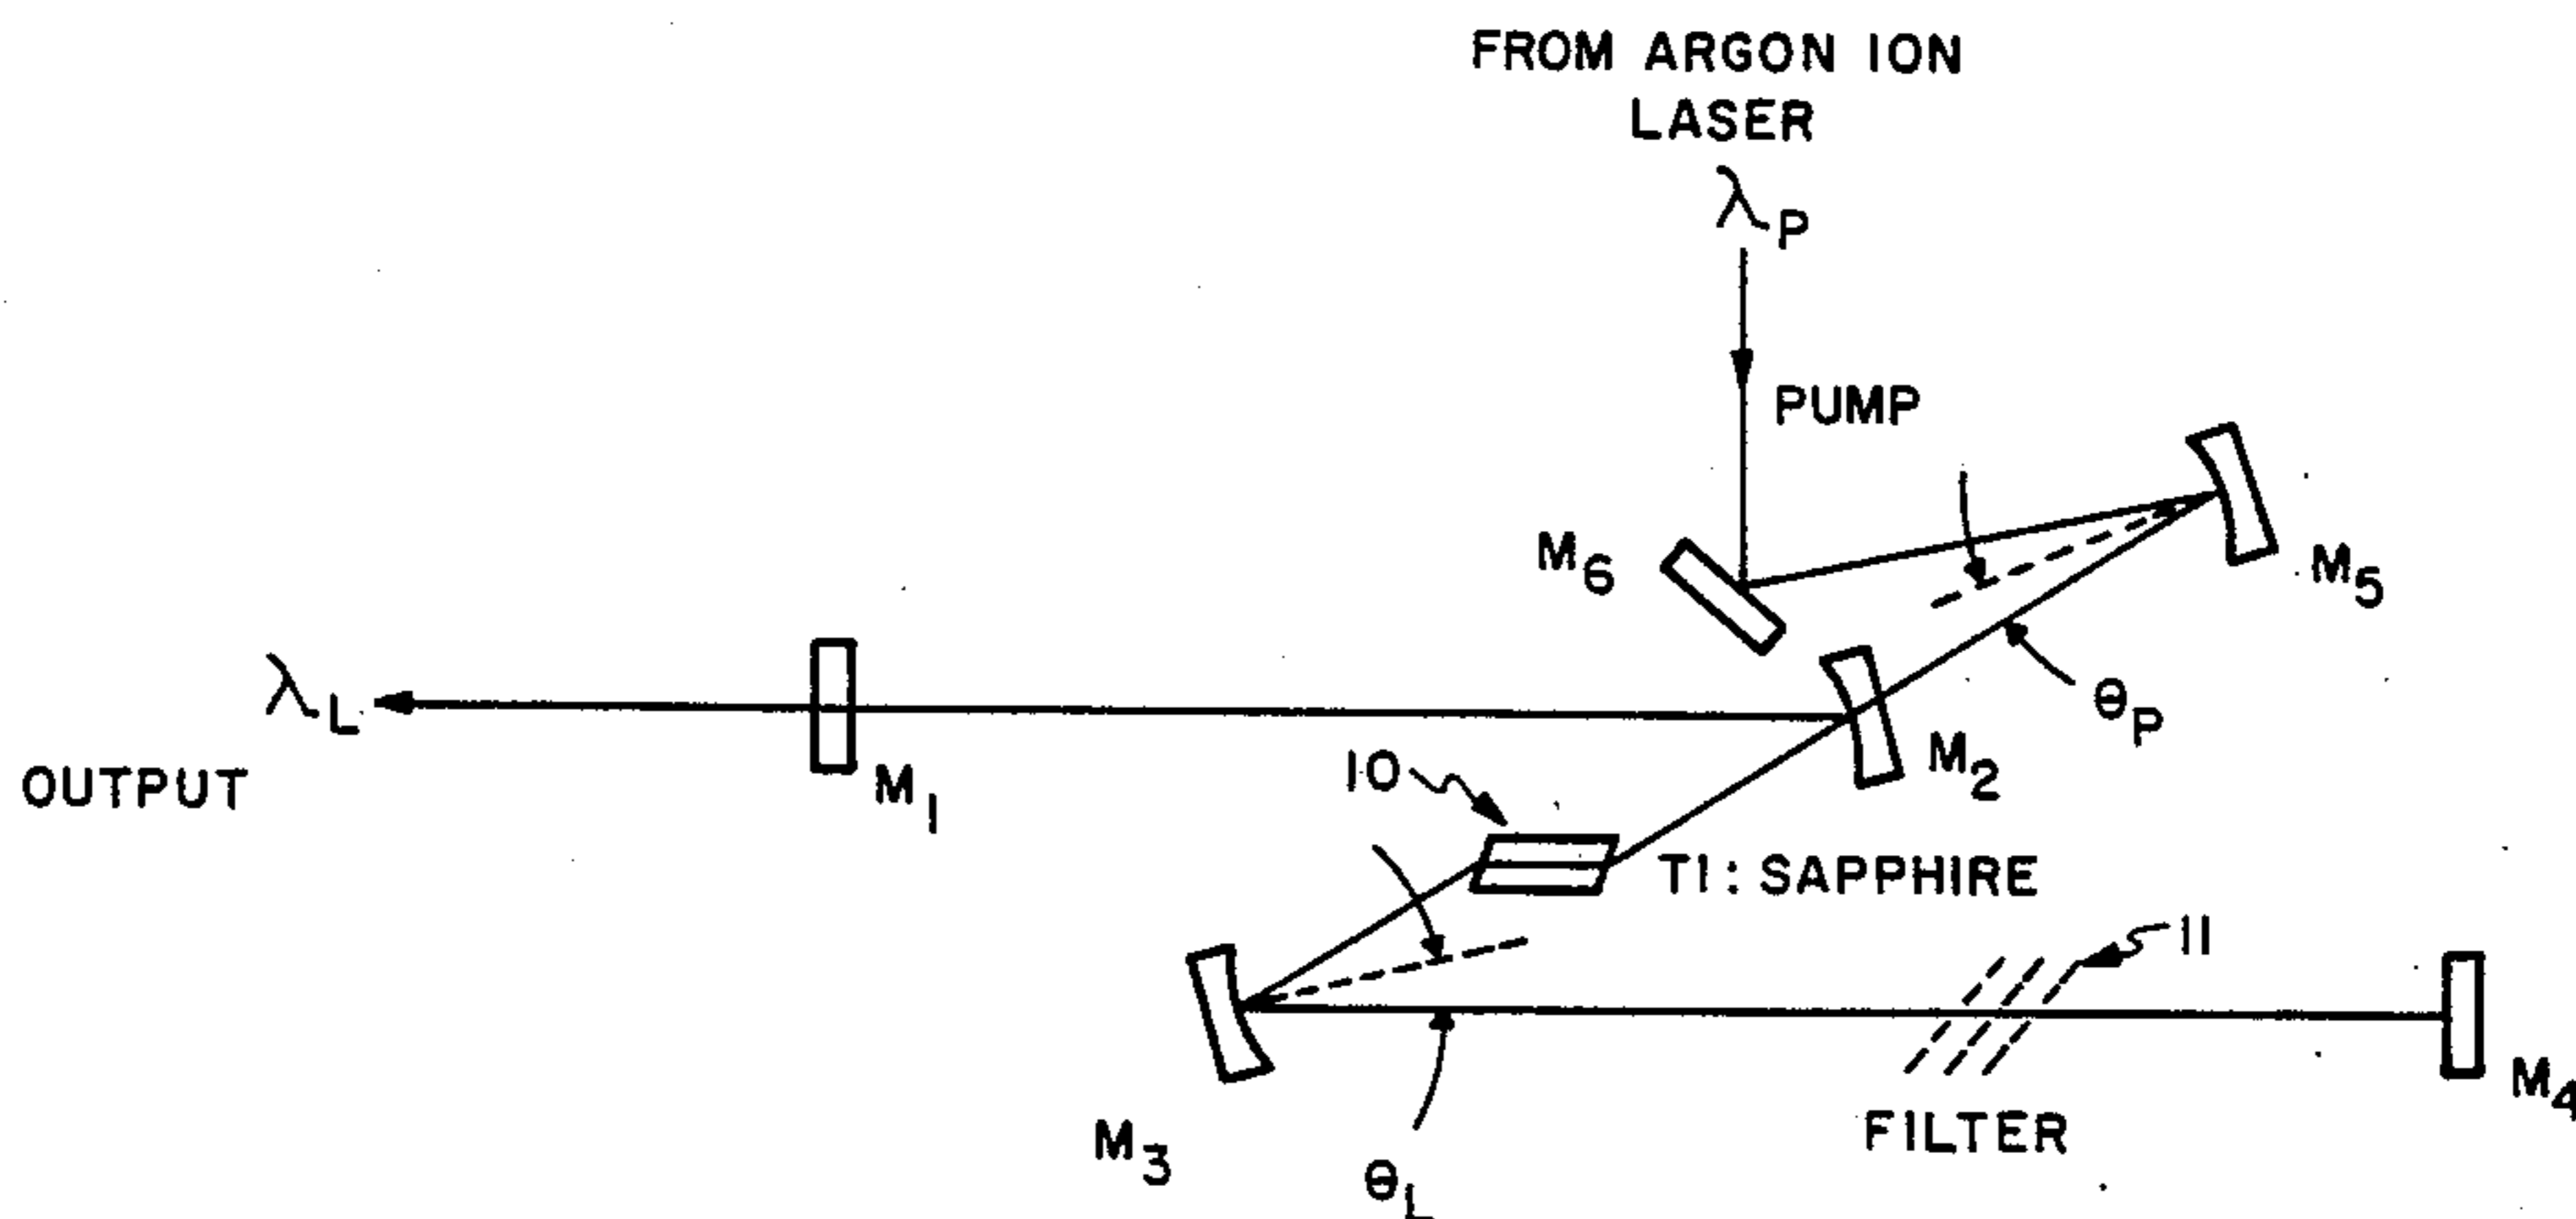 FROM ARGON ION
LASER
λP
PUMP
M6
M5
θP
λL
OUTPUT
M1
M2
10
TI: SAPPHIRE
11
M3
θL
FILTER
M4